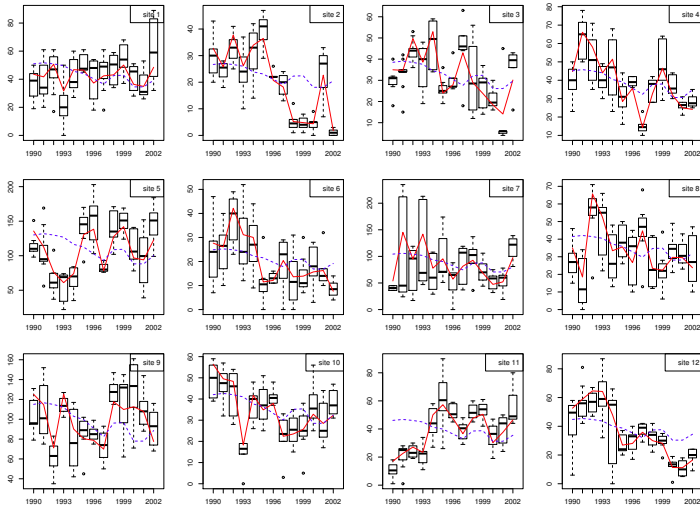 site 1
0 20 40 60 80
1990 1993 1996 1999 2002
site 2
0 10 20 30 40
1990 1993 1996 1999 2002
site 3
10 20 30 40 50 60
1990 1993 1996 1999 2002
site 4
10 20 30 40 50 60 70 80
1990 1993 1996 1999 2002
site 5
50 100 150 200
1990 1993 1996 1999 2002
site 6
0 10 20 30 40 50
1990 1993 1996 1999 2002
site 7
0 50 100 150 200
1990 1993 1996 1999 2002
site 8
0 10 20 30 40 50 60 70
1990 1993 1996 1999 2002
site 9
40 60 80 100 120 140 160
1990 1993 1996 1999 2002
site 10
0 10 20 30 40 50 60
1990 1993 1996 1999 2002
site 11
0 20 40 60 80
1990 1993 1996 1999 2002
site 12
0 20 40 60 80
1990 1993 1996 1999 2002